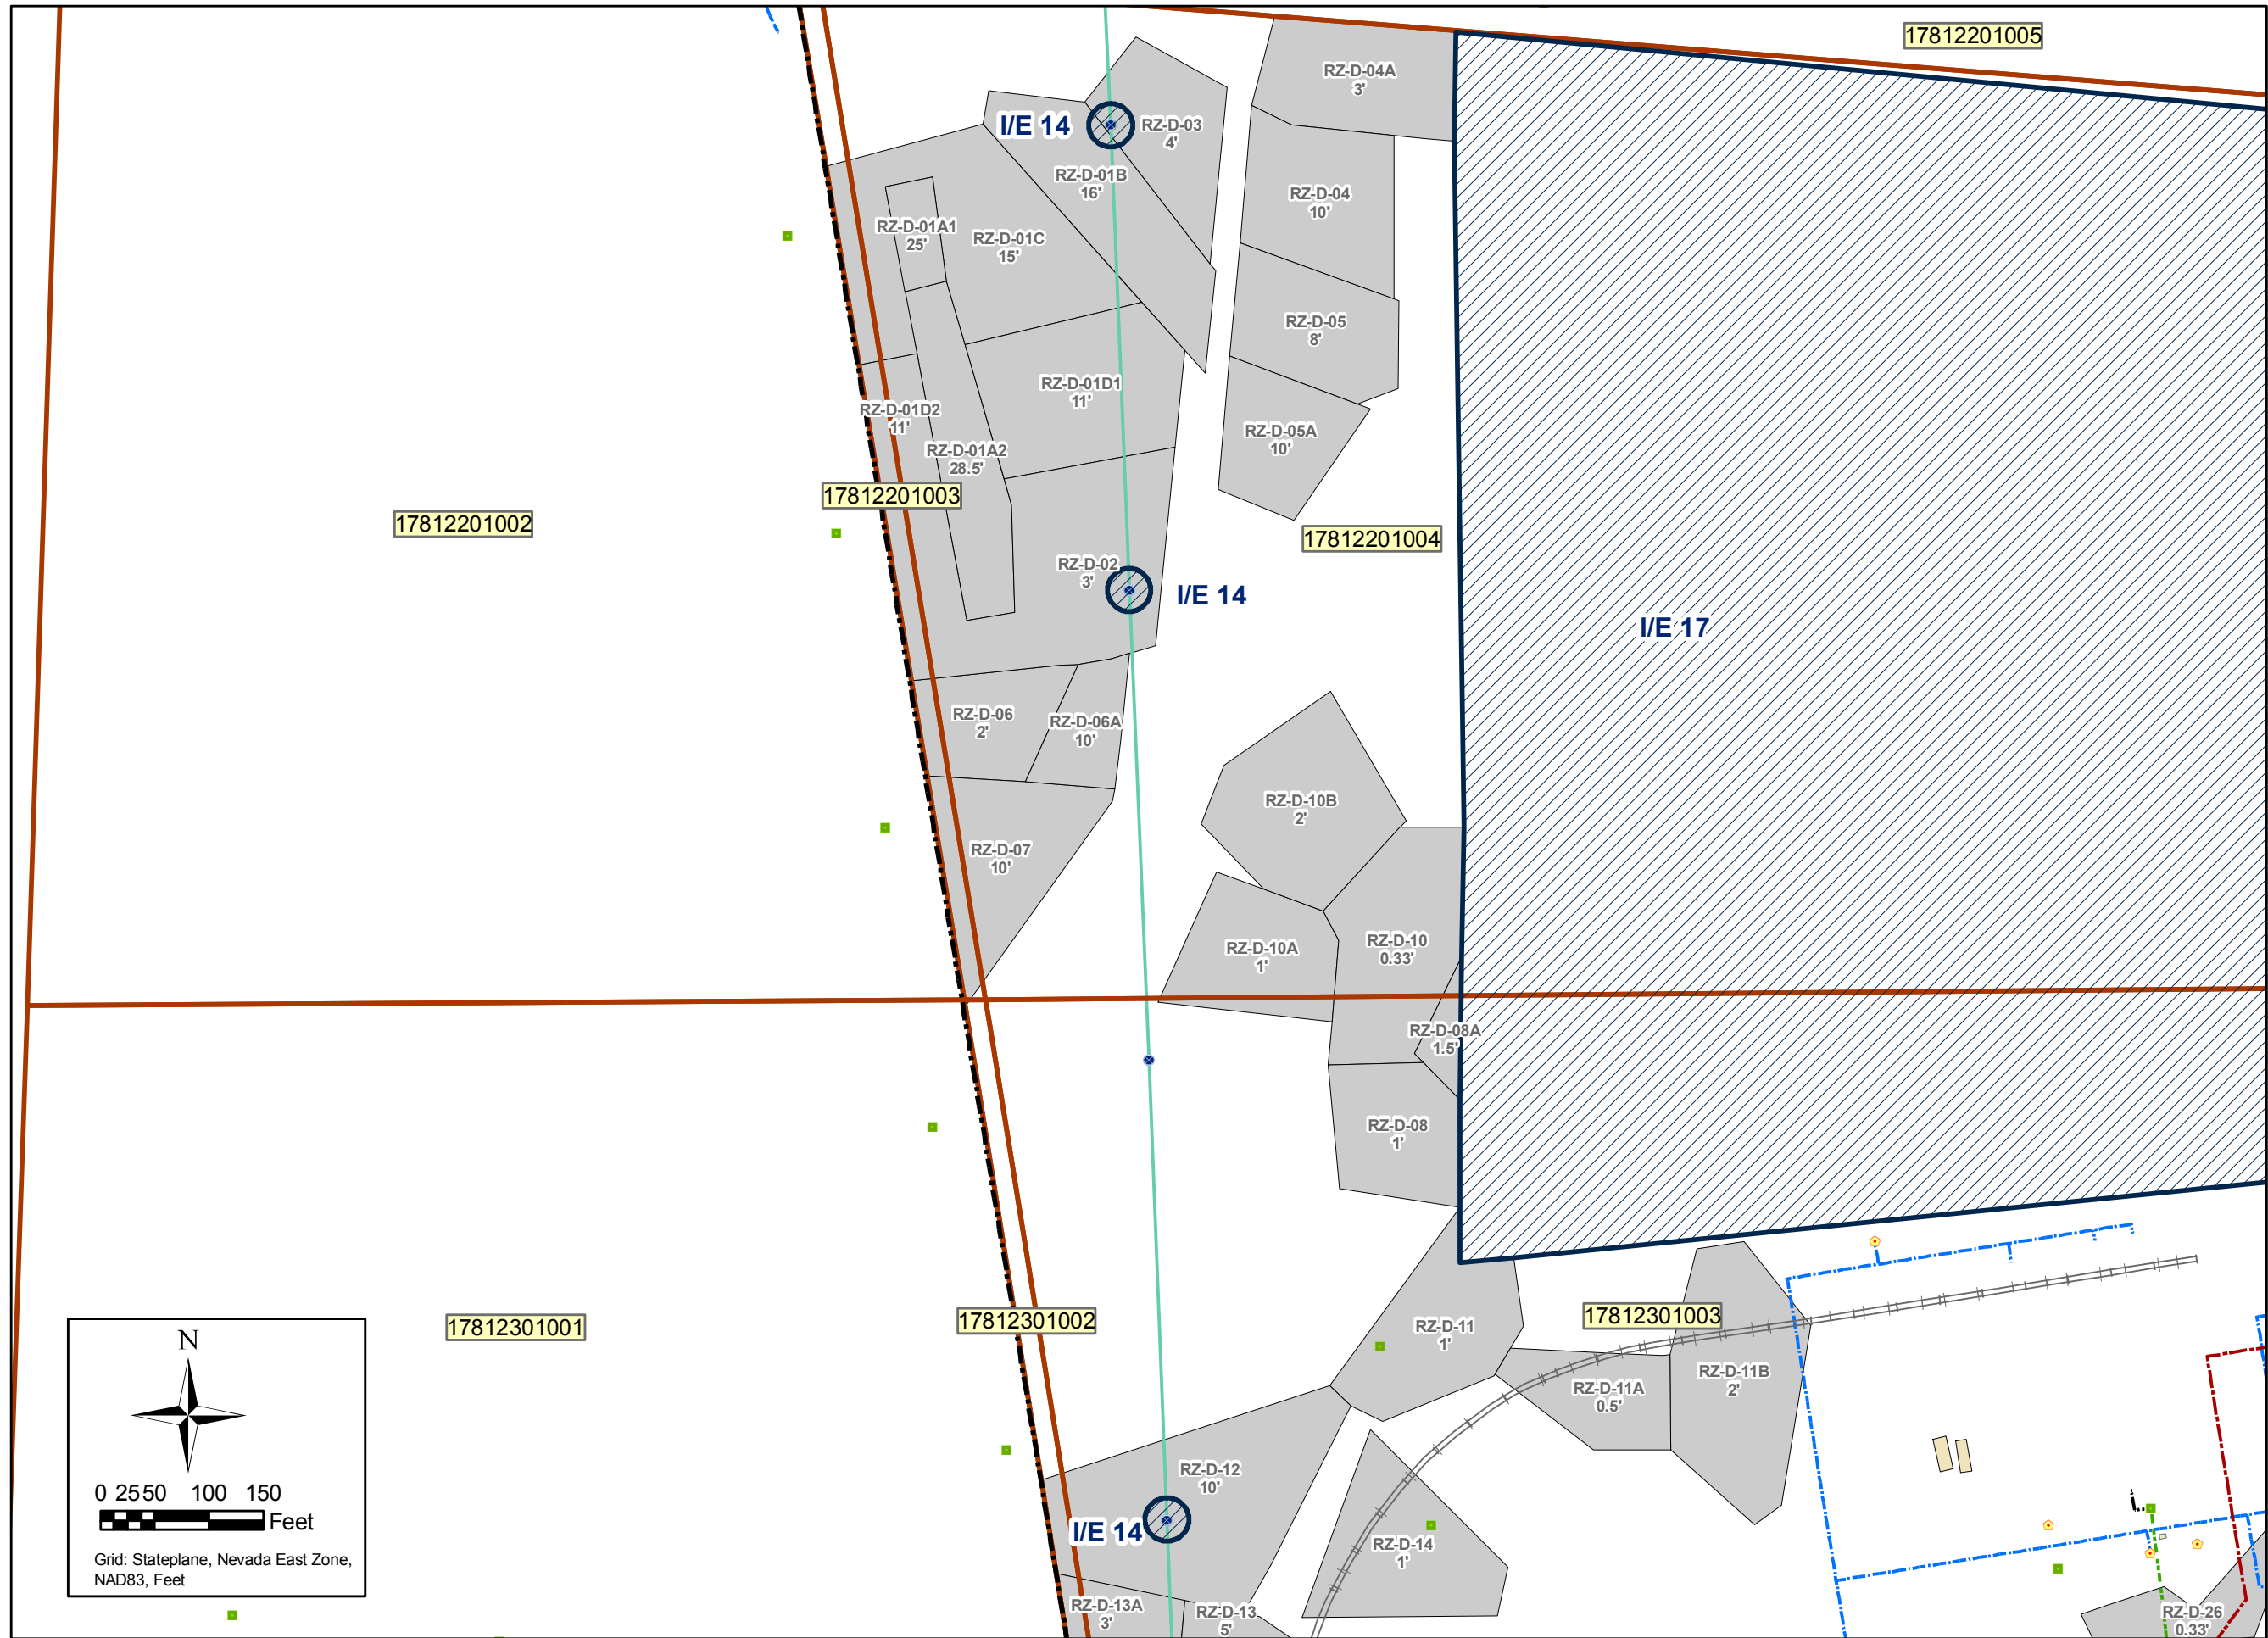 17812201005
RZ-D-04A
3'
I/E 14
RZ-D-03
4'
RZ-D-01B
16'
RZ-D-04
10'
RZ-D-01A1
25'
RZ-D-01C
15'
RZ-D-05
8'
RZ-D-01D1
11'
RZ-D-01D2
11'
RZ-D-05A
10'
RZ-D-01A2
28.5'
17812201003
17812201002
17812201004
RZ-D-02
3'
I/E 14
I/E 17
RZ-D-06
2'
RZ-D-06A
10'
RZ-D-10B
2'
RZ-D-07
10'
RZ-D-10A
1'
RZ-D-10
0.33'
RZ-D-08A
1.5'
RZ-D-08
1'
17812301001
17812301002
RZ-D-11
1'
17812301003
RZ-D-11B
2'
RZ-D-11A
0.5'
RZ-D-12
10'
I/E 14
RZ-D-14
1'
RZ-D-13A
3'
RZ-D-13
5'
RZ-D-26
0.33'
N
0 25 50 100 150
Feet
Grid: Stateplane, Nevada East Zone,
NAD83, Feet